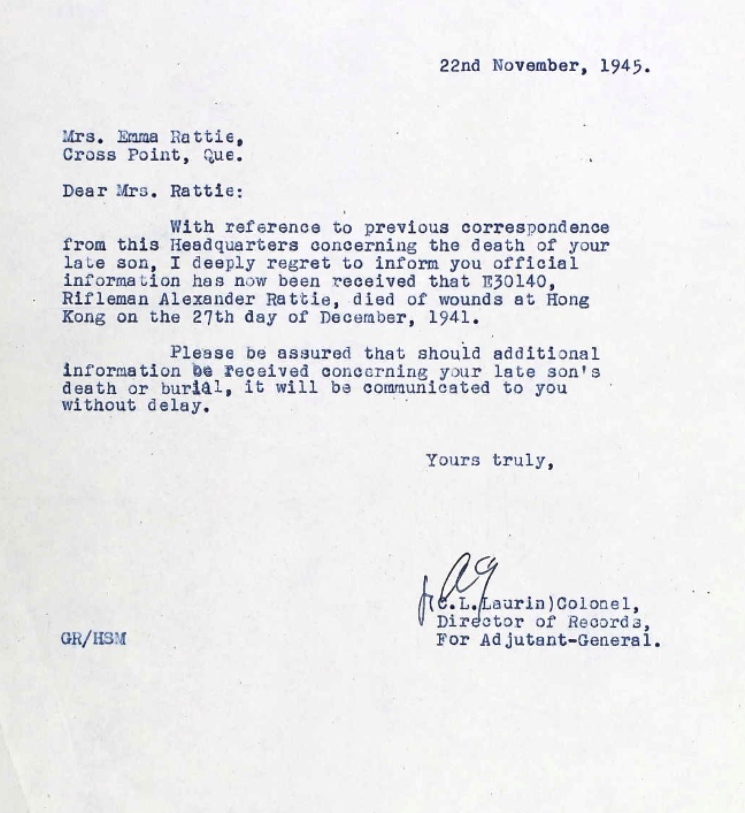 22nd November, 1945.
Mrs. Emma Rattie,
Cross Point, Que.
Dear Mrs. Rattie:
With reference to previous correspondence
from this Headquarters concerning the death of your
late son, I deeply regret to inform you official
information has now been received that E30140,
Rifleman Alexander Rattie, died of wounds at Hong
Kong on the 27th day of December, 1941.
Please be assured that should additional
information be received concerning your late son's
death or burial, it will be communicated to you
without delay.
Yours truly,
(C.L.Laurin)Colonel,
Director of Records,
For Adjutant-General.
GR/HSM